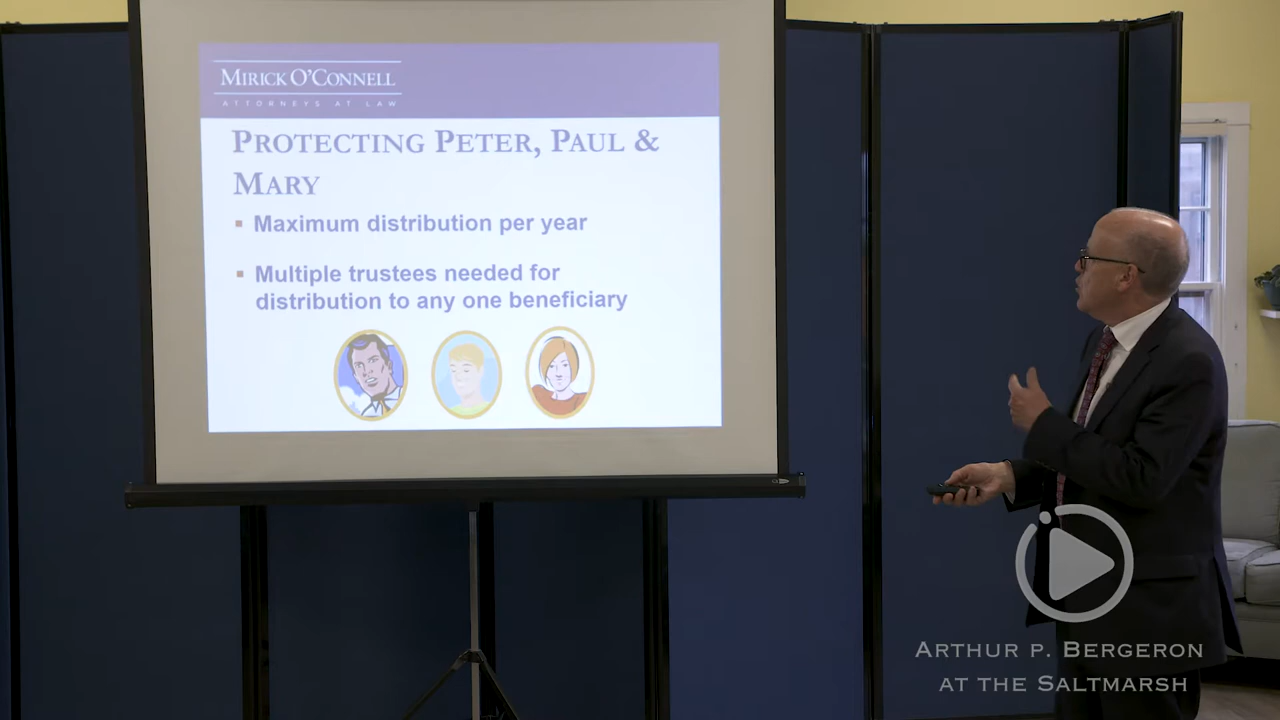 MIRICK O'CONNELL
ATTORNEYS AT LAW
PROTECTING PETER, PAUL &
MARY
▪ Maximum distribution per year
▪ Multiple trustees needed for
distribution to any one beneficiary
ARTHUR P. BERGERON
AT THE SALTMARSH